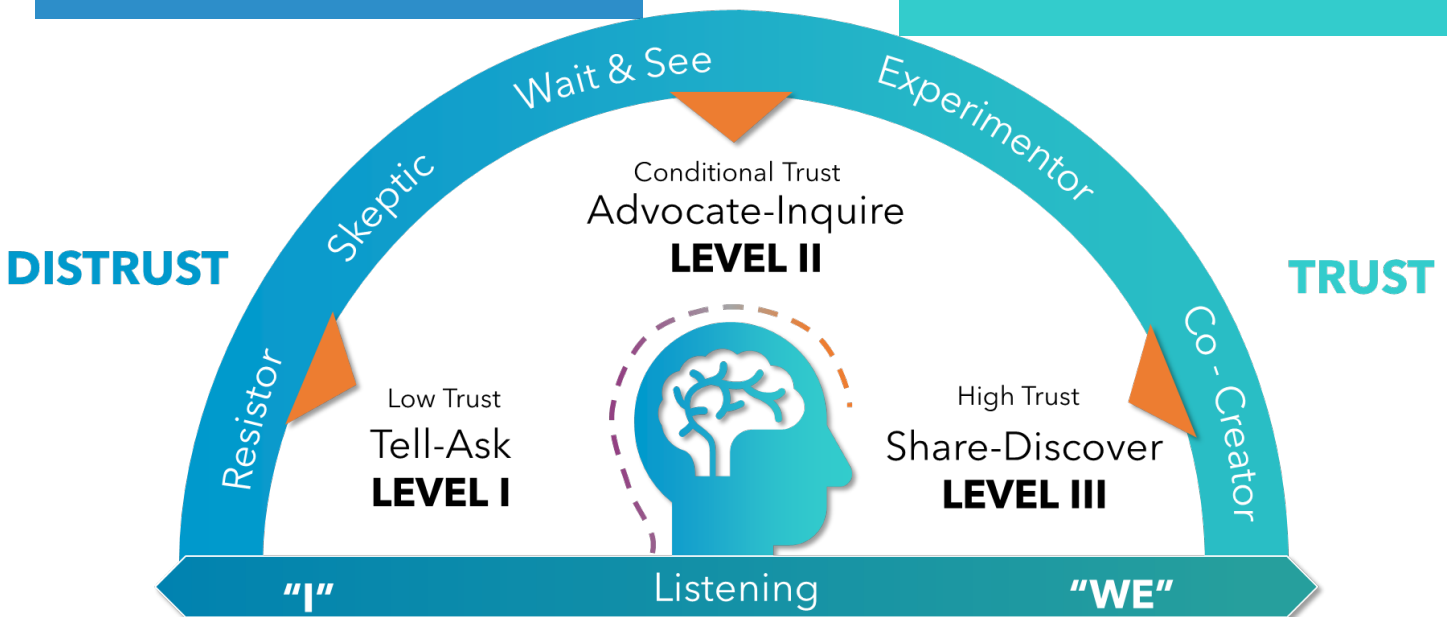 Wait & See
Experimentor
Skeptic
Conditional Trust
Advocate-Inquire
LEVEL II
DISTRUST
TRUST
Resistor
Co - Creator
Low Trust
Tell-Ask
LEVEL I
High Trust
Share-Discover
LEVEL III
"I"
Listening
"WE"